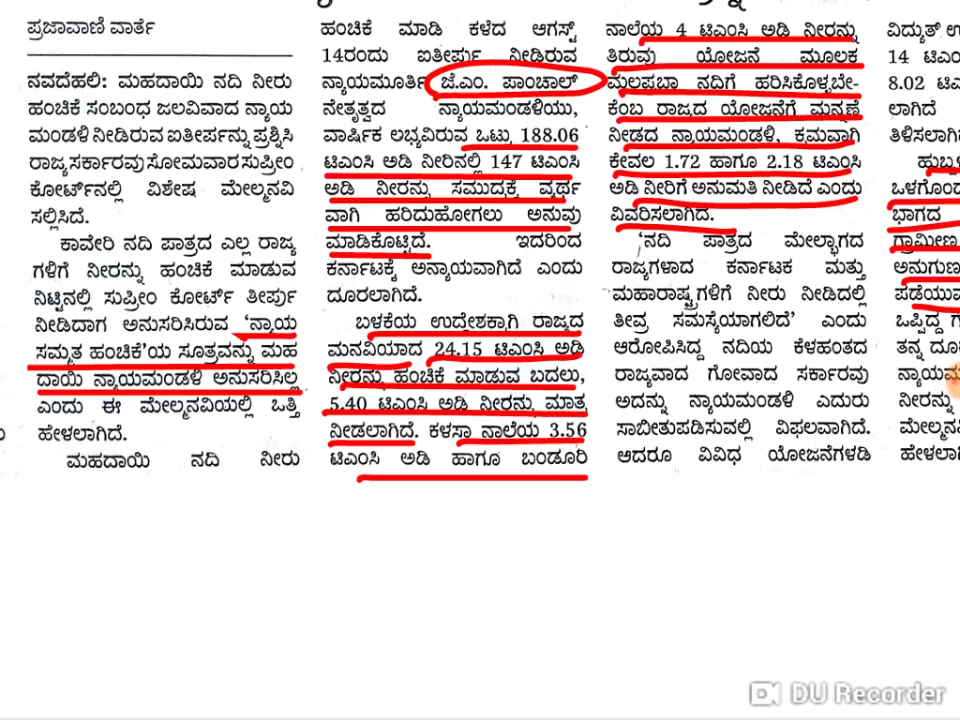 ಪ್ರಜಾವಾಣಿ ವಾರ್ತೆ
ನವದೆಹಲಿ: ಮಹದಾಯಿ ನದಿ ನೀರು
ಹಂಚಿಕೆ ಸಂಬಂಧ ಜಲವಿವಾದ ನ್ಯಾಯ
ಮಂಡಳಿ ನೀಡಿರುವ ಐತೀರ್ಪನ್ನು ಪ್ರಶ್ನಿಸಿ
ರಾಜ್ಯ ಸರ್ಕಾರವು ಸೋಮವಾರ ಸುಪ್ರೀಂ
ಕೋರ್ಟ್‌ನಲ್ಲಿ ವಿಶೇಷ ಮೇಲ್ಮನವಿ
ಸಲ್ಲಿಸಿದೆ.
ಕಾವೇರಿ ನದಿ ಪಾತ್ರದ ಎಲ್ಲ ರಾಜ್ಯ
ಗಳಿಗೆ ನೀರನ್ನು ಹಂಚಿಕೆ ಮಾಡುವ
ನಿಟ್ಟಿನಲ್ಲಿ ಸುಪ್ರೀಂ ಕೋರ್ಟ್ ತೀರ್ಪು
ನೀಡಿದಾಗ ಅನುಸರಿಸಿರುವ ‘ನ್ಯಾಯ
ಸಮ್ಮತ ಹಂಚಿಕೆ’ಯ ಸೂತ್ರವನ್ನು ಮಹ
ದಾಯಿ ನ್ಯಾಯಮಂಡಳಿ ಅನುಸರಿಸಿಲ್ಲ
ಎಂದು ಈ ಮೇಲ್ಮನವಿಯಲ್ಲಿ ಒತ್ತಿ
ಹೇಳಲಾಗಿದೆ.
ಮಹದಾಯಿ ನದಿ ನೀರು
ಹಂಚಿಕೆ ಮಾಡಿ ಕಳೆದ ಆಗಸ್ಟ್
14ರಂದು ಐತೀರ್ಪು ನೀಡಿರುವ
ನ್ಯಾಯಮೂರ್ತಿ ಜೆ.ಎಂ. ಪಾಂಚಾಲ್
ನೇತೃತ್ವದ ನ್ಯಾಯಮಂಡಳಿಯು,
ವಾರ್ಷಿಕ ಲಭ್ಯವಿರುವ ಒಟ್ಟು 188.06
ಟಿಎಂಸಿ ಅಡಿ ನೀರಿನಲ್ಲಿ 147 ಟಿಎಂಸಿ
ಅಡಿ ನೀರನ್ನು ಸಮುದ್ರಕ್ಕೆ ವ್ಯರ್ಥ
ವಾಗಿ ಹರಿದುಹೋಗಲು ಅನುವು
ಮಾಡಿಕೊಟ್ಟಿದೆ. ಇದರಿಂದ
ಕರ್ನಾಟಕ್ಕೆ ಅನ್ಯಾಯವಾಗಿದೆ ಎಂದು
ದೂರಲಾಗಿದೆ.
ಬಳಕೆಯ ಉದ್ದೇಶಕ್ಕಾಗಿ ರಾಜ್ಯದ
ಮನವಿಯಾದ 24.15 ಟಿಎಂಸಿ ಅಡಿ
ನೀರನ್ನು ಹಂಚಿಕೆ ಮಾಡುವ ಬದಲು,
5.40 ಟಿಎಂಸಿ ಅಡಿ ನೀರನ್ನು ಮಾತ್ರ
ನೀಡಲಾಗಿದೆ. ಕಳಸಾ ನಾಲೆಯ 3.56
ಟಿಎಂಸಿ ಅಡಿ ಹಾಗೂ ಬಂಡೂರಿ
ನಾಲೆಯ 4 ಟಿಎಂಸಿ ಅಡಿ ನೀರನ್ನು
ತಿರುವು ಯೋಜನೆ ಮೂಲಕ
ಮಲಪ್ರಭಾ ನದಿಗೆ ಹರಿಸಿಕೊಳ್ಳಬೇ-
ಕೆಂಬ ರಾಜ್ಯದ ಯೋಜನೆಗೆ ಮನ್ನಣೆ
ನೀಡದ ನ್ಯಾಯಮಂಡಳಿ, ಕ್ರಮವಾಗಿ
ಕೇವಲ 1.72 ಹಾಗೂ 2.18 ಟಿಎಂಸಿ
ಅಡಿ ನೀರಿಗೆ ಅನುಮತಿ ನೀಡಿದೆ ಎಂದು
ವಿವರಿಸಲಾಗಿದೆ.
‘ನದಿ ಪಾತ್ರದ ಮೇಲ್ಭಾಗದ
ರಾಜ್ಯಗಳಾದ ಕರ್ನಾಟಕ ಮತ್ತು
ಮಹಾರಾಷ್ಟ್ರಗಳಿಗೆ ನೀರು ನೀಡಿದಲ್ಲಿ
ತೀವ್ರ ಸಮಸ್ಯೆಯಾಗಲಿದೆ’ ಎಂದು
ಆರೋಪಿಸಿದ್ದ ನದಿಯ ಕೆಳಹಂತದ
ರಾಜ್ಯವಾದ ಗೋವಾದ ಸರ್ಕಾರವು
ಅದನ್ನು ನ್ಯಾಯಮಂಡಳಿ ಎದುರು
ಸಾಬೀತುಪಡಿಸುವಲ್ಲಿ ವಿಫಲವಾಗಿದೆ.
ಆದರೂ ವಿವಿಧ ಯೋಜನೆಗಳಡಿ
ವಿದ್ಯುತ್
14 ಟಿಎಂ
8.02 ಟಿಎ
ಲಾಗಿದೆ
ತಿಳಿಸಲಾಗಿ
ಹುಬ್ಬಳ್ಳಿ
ಒಳಗೊಂಡ
ಭಾಗದ
ಗ್ರಾಮೀಣ
ಅನುಗುಣ
ಪಡೆಯುವ
ಒಪ್ಪಿದ್ದ
ತನ್ನ ದೂರ
ನ್ಯಾಯಮ
ನೀರನ್ನು
ಮೇಲ್ಮನವಿ
ಹೇಳಲಾಗಿ
DU Recorder